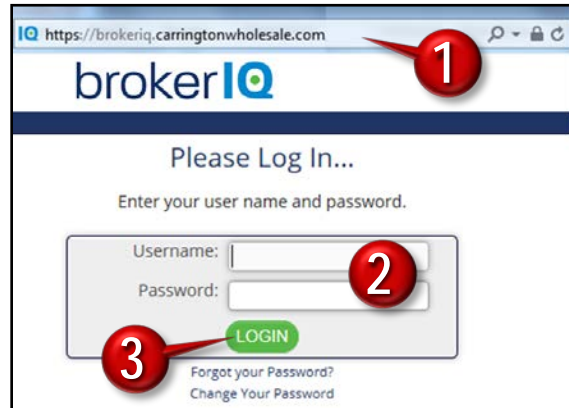 IQ https://brokeriq.carringtonwholesale.com
1
brokerIQ
Please Log In...
Enter your user name and password.
Username:
2
Password:
3
LOGIN
Forgot your Password?
Change Your Password